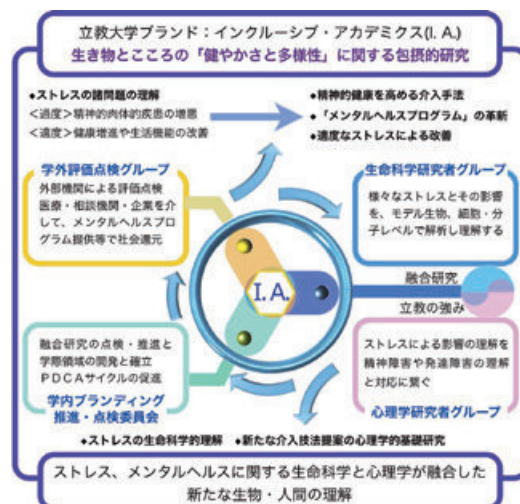 立教大学ブランド：インクルーシブ・アカデミクス(I. A.)
生き物とこころの「健やかさと多様性」に関する包摂的研究
◆ストレスの諸問題の理解
＜過度＞精神的肉体的疾患の増悪
＜適度＞健康増進や生活機能の改善
◆精神的健康を高める介入手法
◆「メンタルヘルスプログラム」の革新
◆適度なストレスによる改善
学外評価点検グループ
外部機関による評価点検
医療・相談機関・企業を介
して、メンタルヘルスプロ
グラム提供等で社会還元
生命科学研究者グループ
様々なストレスとその影響
を、モデル生物、細胞・分
子レベルで解析し理解する
I. A.
融合研究
立教の強み
融合研究の点検・推進と
学際領域の開発と確立
PDCAサイクルの促進
学内ブランディング
推進・点検委員会
ストレスによる影響の理解を
精神障害や発達障害の理解
と対応に繋ぐ
心理学研究者グループ
◆ストレスの生命科学的理解　◆新たな介入技法提案の心理学的基礎研究
ストレス、メンタルヘルスに関する生命科学と心理学が融合した
新たな生物・人間の理解